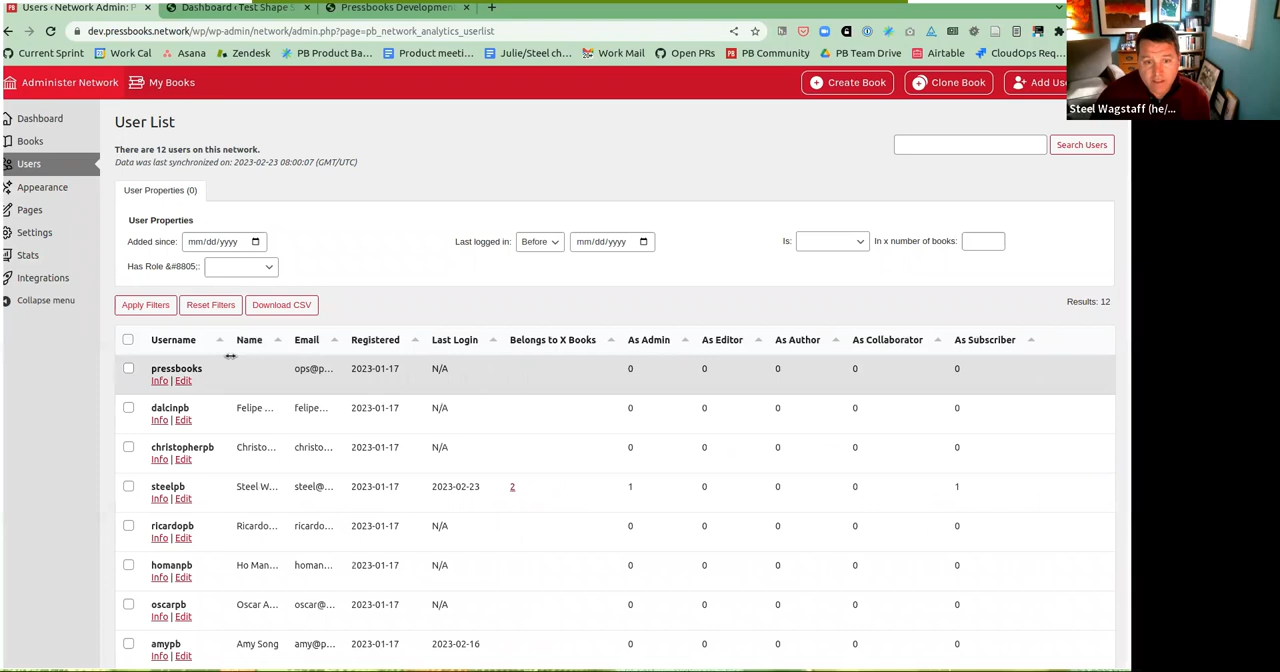 Users ‹ Network Admin: P
Dashboard ‹ Test Shape S
Pressbooks Developmen
dev.pressbooks.network/wp/wp-admin/network/admin.php?page=pb_network_analytics_userlist
Current Sprint
Work Cal
Asana
Zendesk
PB Product Ba...
Product meeti...
Julie/Steel ch...
Work Mail
Open PRs
PB Community
PB Team Drive
Airtable
CloudOps Req...
Administer Network
My Books
Create Book
Clone Book
Add Use
Steel Wagstaff (he/...
Dashboard
Books
Users
Appearance
Pages
Settings
Stats
Integrations
Collapse menu
User List
There are 12 users on this network.
Data was last synchronized on: 2023-02-23 08:00:07 (GMT/UTC)
Search Users
User Properties (0)
User Properties
Added since: mm/dd/yyyy
Last logged in: Before mm/dd/yyyy
Is:
In x number of books:
Has Role &#8805;:
Apply Filters
Reset Filters
Download CSV
Results: 12
Username Name Email Registered Last Login Belongs to X Books As Admin As Editor As Author As Collaborator As Subscriber
pressbooks ops@p... 2023-01-17 N/A 0 0 0 0 0
Info | Edit
dalcinpb Felipe ... felipe... 2023-01-17 N/A 0 0 0 0 0
Info | Edit
christopherpb Christo... christo... 2023-01-17 N/A 0 0 0 0 0
Info | Edit
steelpb Steel W... steel@... 2023-01-17 2023-02-23 2 1 0 0 0 1
Info | Edit
ricardopb Ricardo... ricardo... 2023-01-17 N/A 0 0 0 0 0
Info | Edit
homanpb Ho Man... homan... 2023-01-17 N/A 0 0 0 0 0
Info | Edit
oscarpb Oscar A... oscar@... 2023-01-17 N/A 0 0 0 0 0
Info | Edit
amypb Amy Song amy@p... 2023-01-17 2023-02-16 0 0 0 0 0
Info | Edit